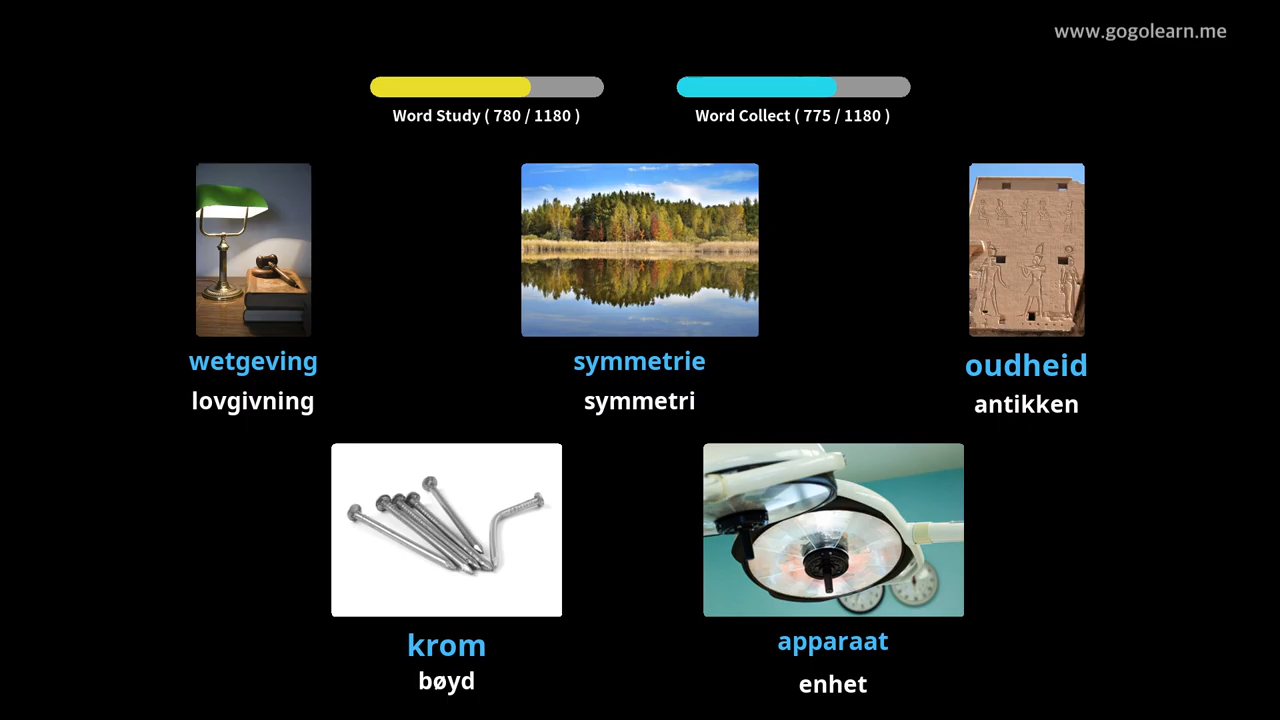 www.gogolearn.me
Word Study ( 780 / 1180 )
Word Collect ( 775 / 1180 )
wetgeving
lovgivning
symmetrie
symmetri
oudheid
antikken
krom
bøyd
apparaat
enhet